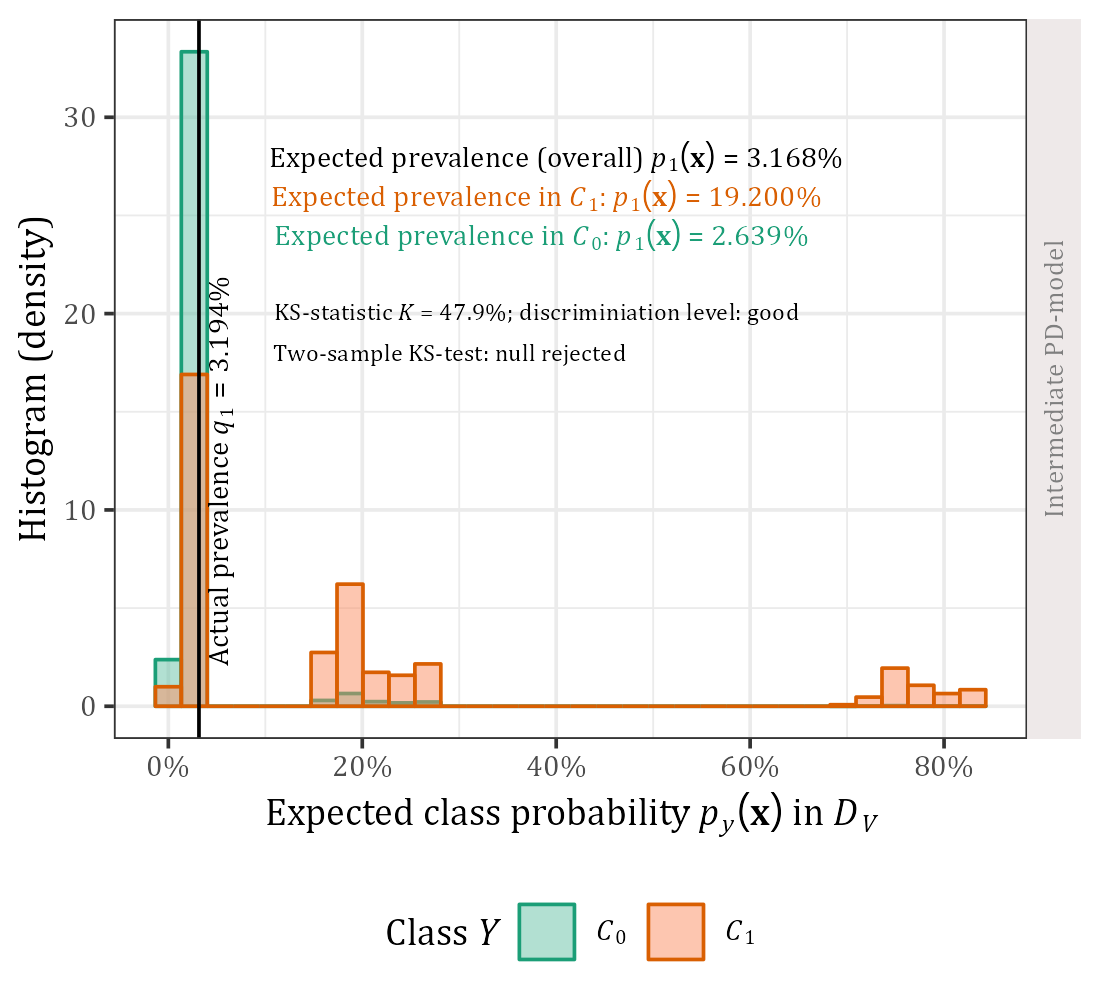 30
20
10
0
Histogram (density)
Expected prevalence (overall) p₁(x) = 3.168%
Expected prevalence in C₁: p₁(x) = 19.200%
Expected prevalence in C₀: p₁(x) = 2.639%
KS-statistic K = 47.9%; discriminiation level: good
Two-sample KS-test: null rejected
Actual prevalence q₁ = 3.194%
Intermediate PD-model
0% 20% 40% 60% 80%
Expected class probability p_y(x) in D_V
Class Y C₀ C₁